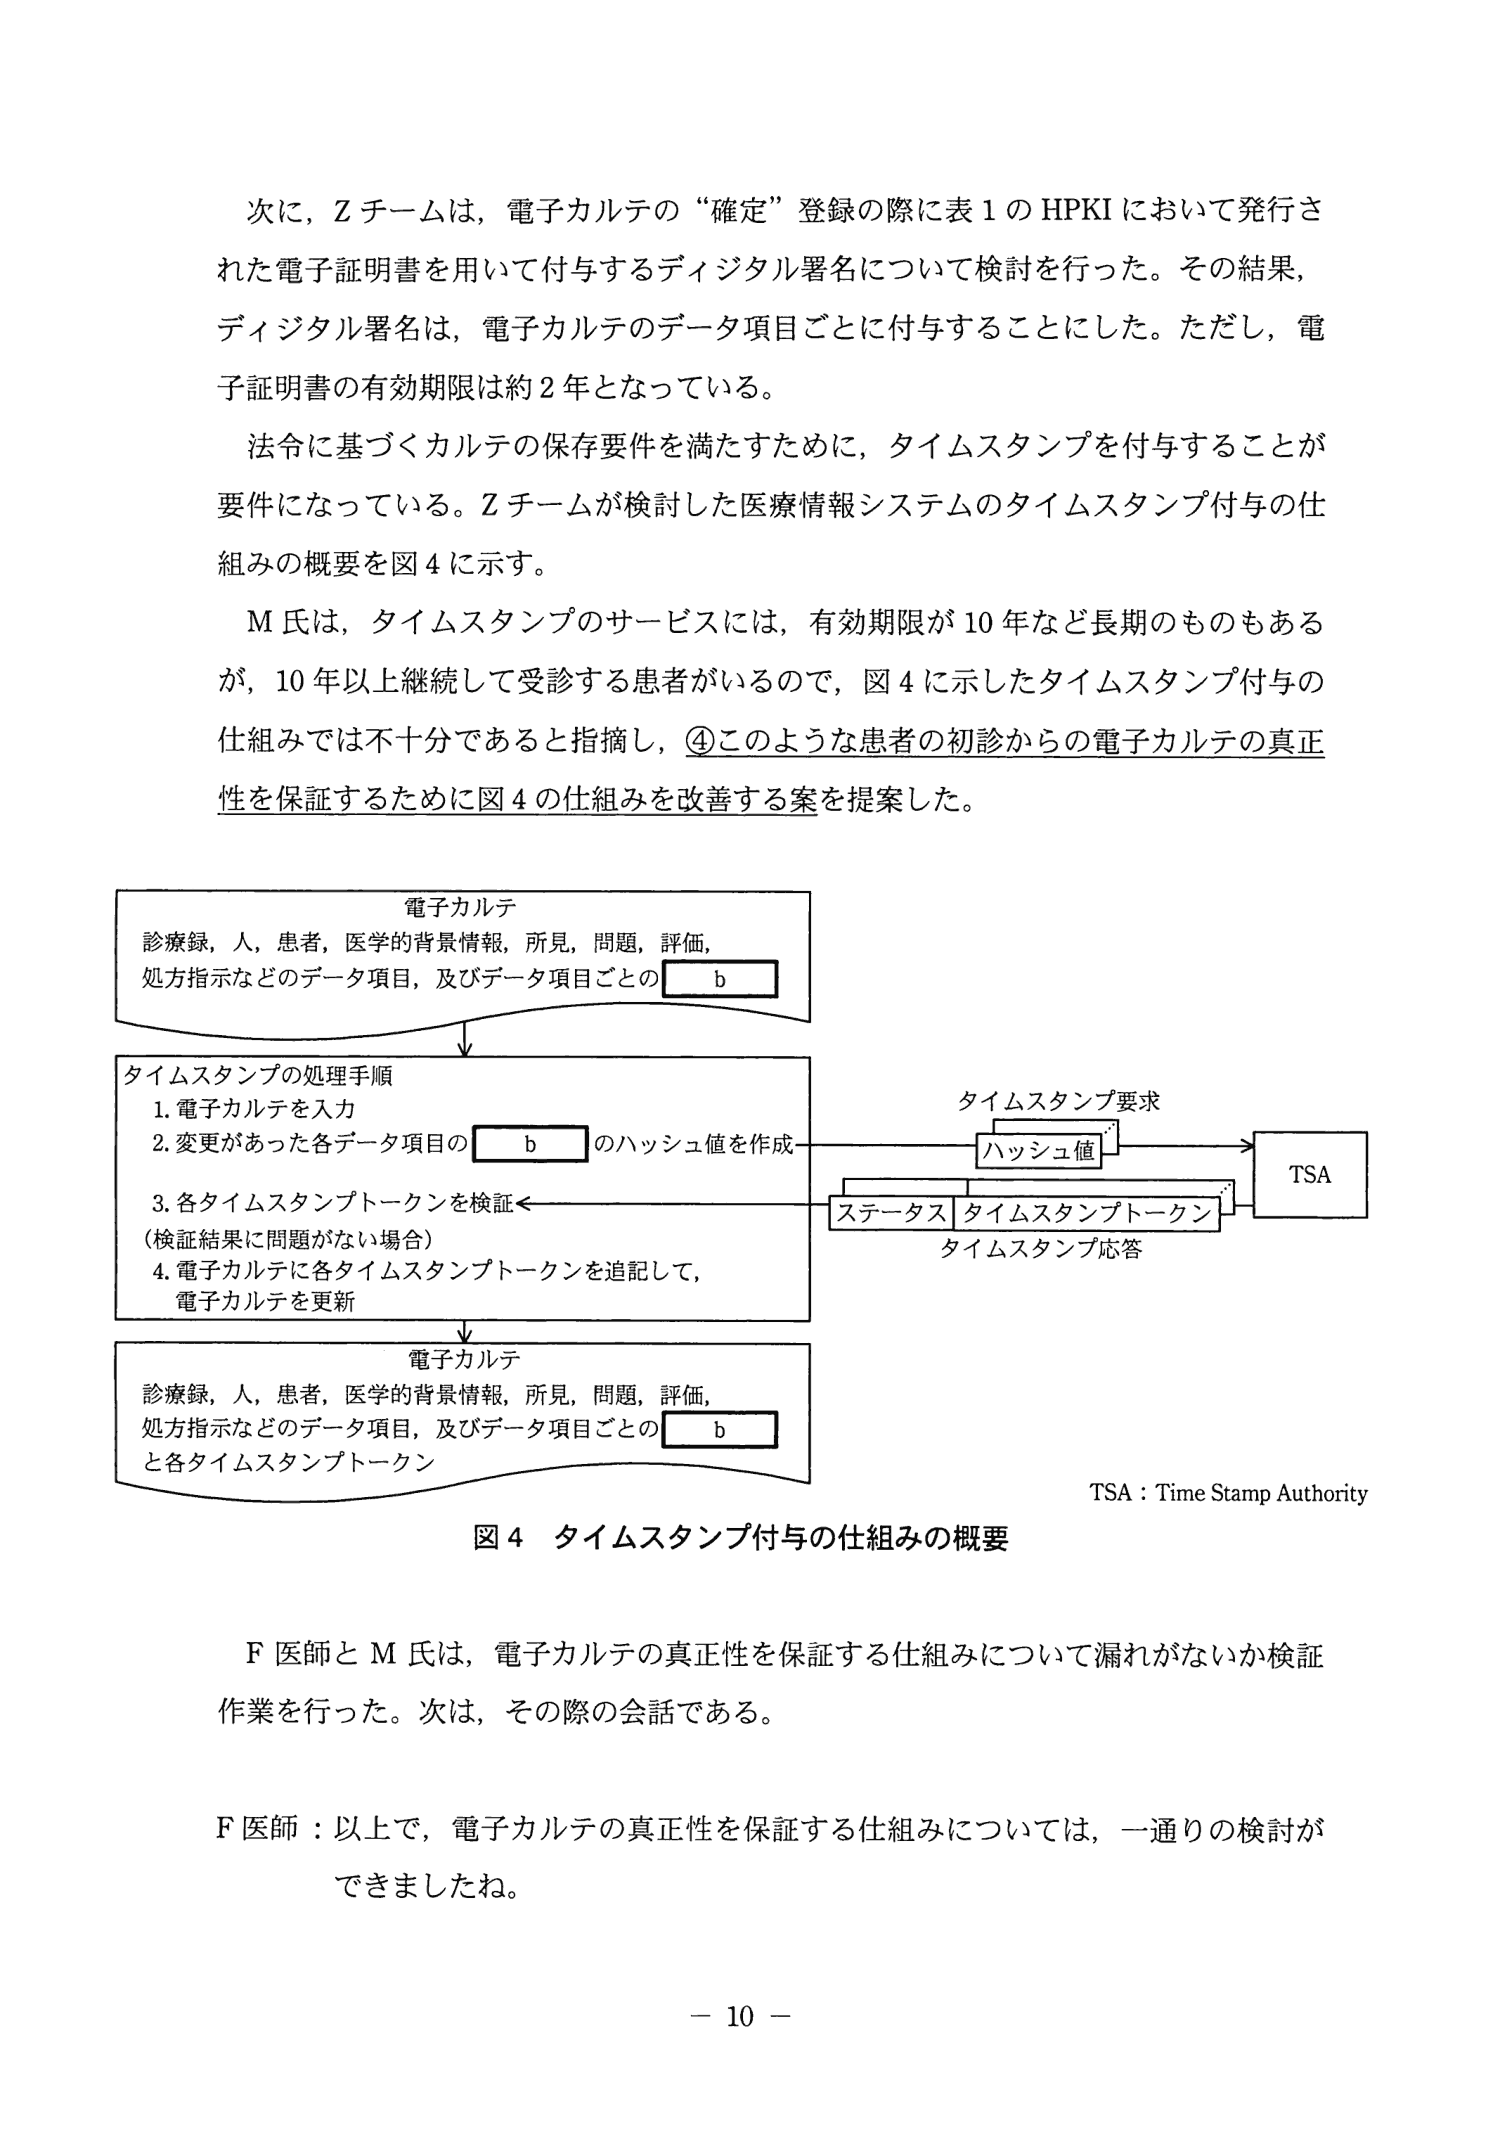 次に，Z チームは，電子カルテの“確定”登録の際に表 1 の HPKI において発行さ
れた電子証明書を用いて付与するディジタル署名について検討を行った。その結果，
ディジタル署名は，電子カルテのデータ項目ごとに付与することにした。ただし，電
子証明書の有効期限は約 2 年となっている。
法令に基づくカルテの保存要件を満たすために，タイムスタンプを付与することが
要件になっている。Z チームが検討した医療情報システムのタイムスタンプ付与の仕
組みの概要を図 4 に示す。
M 氏は，タイムスタンプのサービスには，有効期限が 10 年など長期のものもある
が，10 年以上継続して受診する患者がいるので，図 4 に示したタイムスタンプ付与の
仕組みでは不十分であると指摘し，④このような患者の初診からの電子カルテの真正
性を保証するために図 4 の仕組みを改善する案を提案した。
電子カルテ
診療録，人，患者，医学的背景情報，所見，問題，評価，
処方指示などのデータ項目，及びデータ項目ごとの b
タイムスタンプの処理手順
1. 電子カルテを入力
2. 変更があった各データ項目の b のハッシュ値を作成
3. 各タイムスタンプトークンを検証
（検証結果に問題がない場合）
4. 電子カルテに各タイムスタンプトークンを追記して，
電子カルテを更新
タイムスタンプ要求
ハッシュ値
TSA
ステータス タイムスタンプトークン
タイムスタンプ応答
電子カルテ
診療録，人，患者，医学的背景情報，所見，問題，評価，
処方指示などのデータ項目，及びデータ項目ごとの b
と各タイムスタンプトークン
TSA：Time Stamp Authority
図 4 タイムスタンプ付与の仕組みの概要
F 医師と M 氏は，電子カルテの真正性を保証する仕組みについて漏れがないか検証
作業を行った。次は，その際の会話である。
F 医師：以上で，電子カルテの真正性を保証する仕組みについては，一通りの検討が
できましたね。
― 10 ―